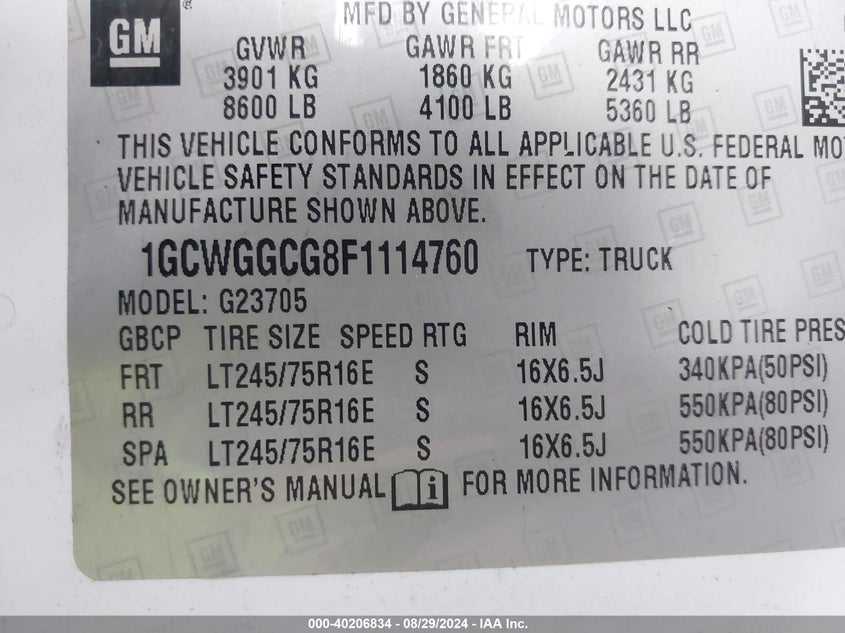 MFD BY GENERAL MOTORS LLC
GM ®
GVWR GAWR FRT GAWR RR
3901 KG 1860 KG 2431 KG
8600 LB 4100 LB 5360 LB
THIS VEHICLE CONFORMS TO ALL APPLICABLE U.S. FEDERAL MOT
VEHICLE SAFETY STANDARDS IN EFFECT ON THE DATE OF
MANUFACTURE SHOWN ABOVE.
1GCWGGCG8F1114760 TYPE: TRUCK
MODEL: G23705
GBCP TIRE SIZE SPEED RTG RIM COLD TIRE PRES
FRT LT245/75R16E S 16X6.5J 340KPA(50PSI)
RR LT245/75R16E S 16X6.5J 550KPA(80PSI)
SPA LT245/75R16E S 16X6.5J 550KPA(80PSI)
SEE OWNER'S MANUAL i FOR MORE INFORMATION.
000-40206834 - 08/29/2024 - IAA Inc.